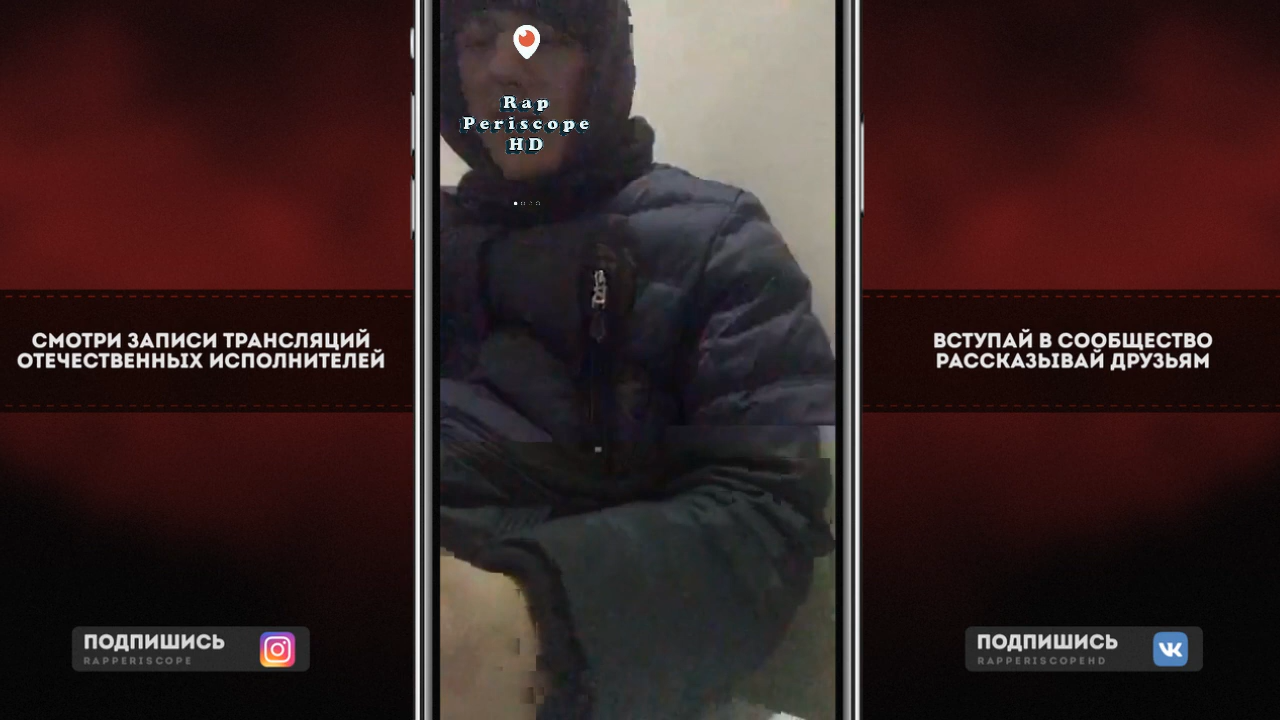 Rap
Periscope
HD
СМОТРИ ЗАПИСИ ТРАНСЛЯЦИЙ
ОТЕЧЕСТВЕННЫХ ИСПОЛНИТЕЛЕЙ
ВСТУПАЙ В СООБЩЕСТВО
РАССКАЗЫВАЙ ДРУЗЬЯМ
ПОДПИШИСЬ
RAPPERISCOPE
ПОДПИШИСЬ
RAPPERISCOPEHD